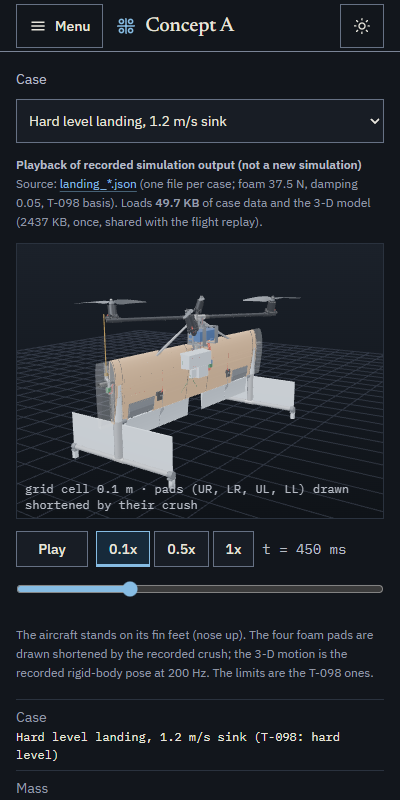 Menu
Concept A
Case
Hard level landing, 1.2 m/s sink
Playback of recorded simulation output (not a new simulation)
Source: landing_*.json (one file per case; foam 37.5 N, damping
0.05, T-098 basis). Loads 49.7 KB of case data and the 3-D model
(2437 KB, once, shared with the flight replay).
grid cell 0.1 m · pads (UR, LR, UL, LL) drawn
shortened by their crush
Play
0.1x
0.5x
1x
t = 450 ms
The aircraft stands on its fin feet (nose up). The four foam pads are
drawn shortened by the recorded crush; the 3-D motion is the
recorded rigid-body pose at 200 Hz. The limits are the T-098 ones.
Case
Hard level landing, 1.2 m/s sink (T-098: hard
level)
Mass